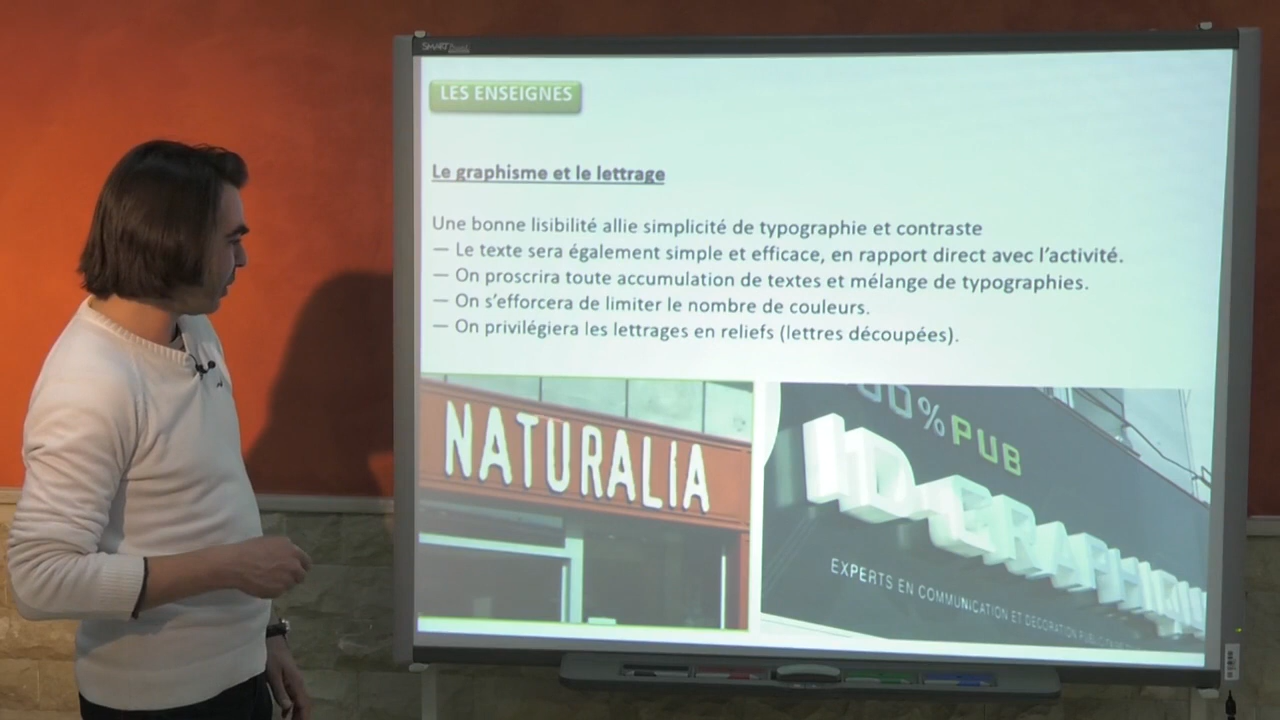 SMART Board
LES ENSEIGNES
Le graphisme et le lettrage
Une bonne lisibilité allie simplicité de typographie et contraste
— Le texte sera également simple et efficace, en rapport direct avec l'activité.
— On proscrira toute accumulation de textes et mélange de typographies.
— On s'efforcera de limiter le nombre de couleurs.
— On privilégiera les lettrages en reliefs (lettres découpées).
NATURALIA
%PUB
EXPERTS EN COMMUNICATION ET DECORATION